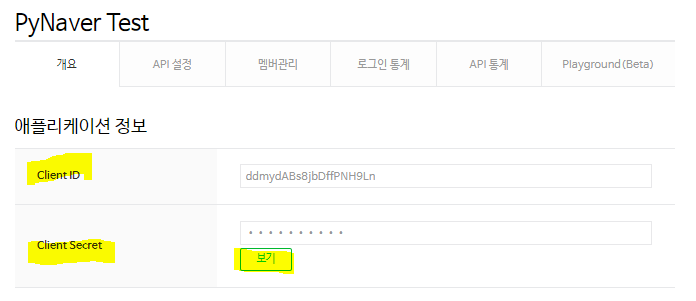 PyNaver Test
개요 API 설정 멤버관리 로그인 통계 API 통계 Playground(Beta)
애플리케이션 정보
Client ID ddmydABs8jbDffPNH9Ln
Client Secret ••••••••••
보기